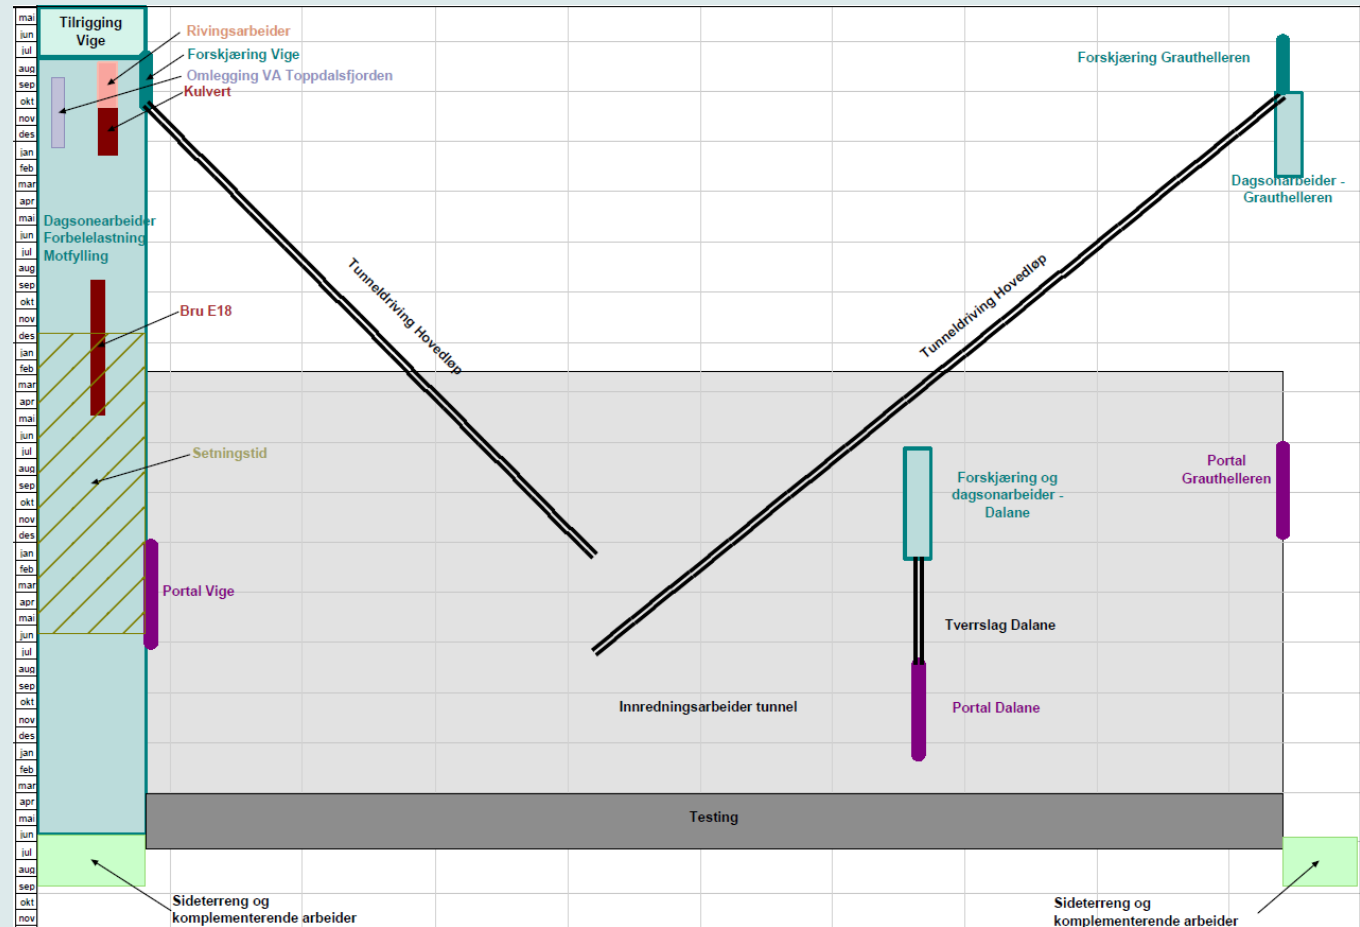 mai
jun
jul
aug
sep
okt
nov
des
jan
feb
mar
apr
mai
jun
jul
aug
sep
okt
nov
des
jan
feb
mar
apr
mai
jun
jul
aug
sep
okt
nov
des
jan
feb
mar
apr
mai
jun
jul
aug
sep
okt
nov
des
jan
feb
mar
apr
mai
jun
jul
aug
sep
okt
nov
Tilrigging
Vige
Rivingsarbeider
Forskjæring Vige
Omlegging VA Toppdalsfjorden
Kulvert
Dagsonearbeider
Forbelelastning
Motfylling
Bru E18
Setningstid
Portal Vige
Tunneldriving Hovedløp
Tunneldriving Hovedløp
Forskjæring Grauthelleren
Dagsonarbeider -
Grauthelleren
Portal
Grauthelleren
Forskjæring og
dagsonarbeider -
Dalane
Tverrslag Dalane
Portal Dalane
Innredningsarbeider tunnel
Testing
Sideterreng og
komplementerende arbeider
Sideterreng og
komplementerende arbeider